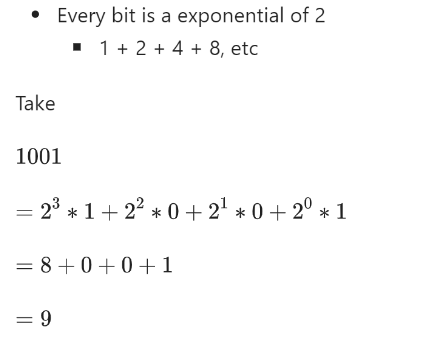 • Every bit is a exponential of 2
▪ 1 + 2 + 4 + 8, etc
Take
1001
= 2³ * 1 + 2² * 0 + 2¹ * 0 + 2⁰ * 1
= 8 + 0 + 0 + 1
= 9